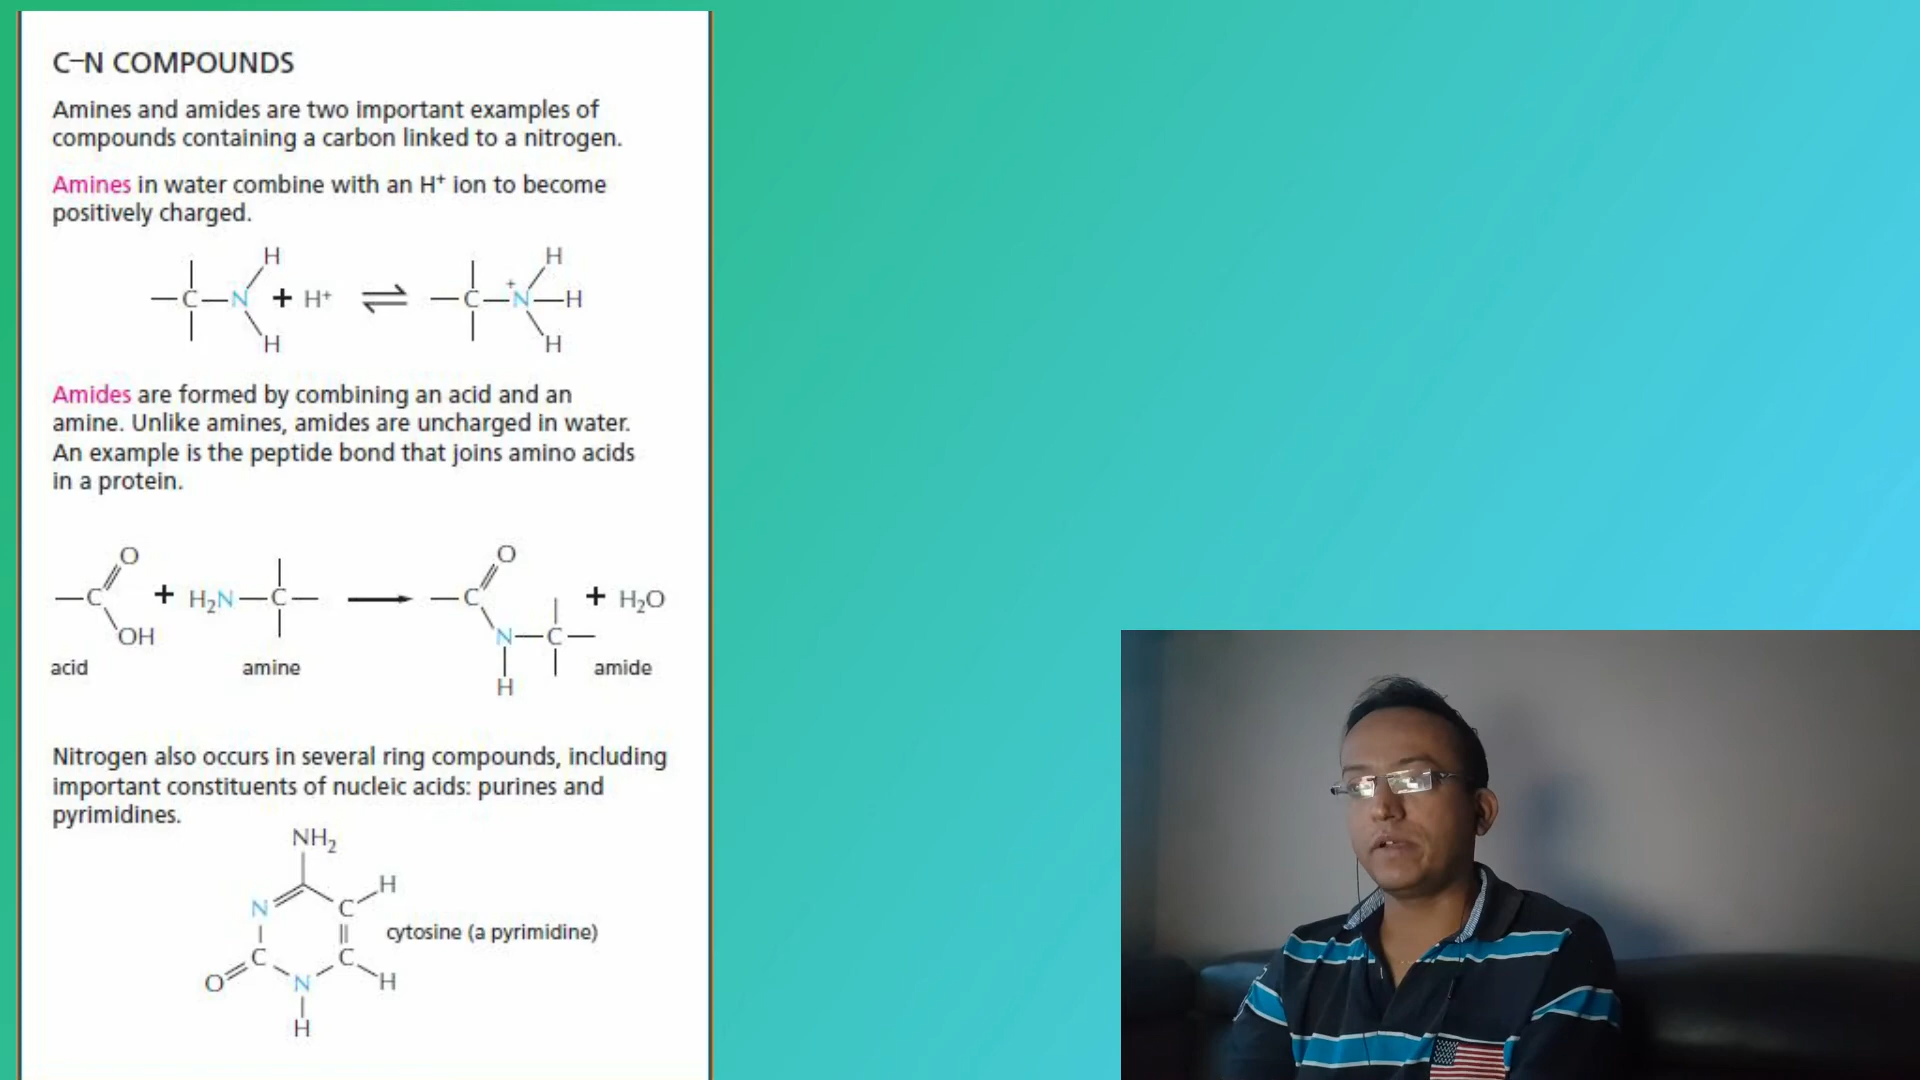 C–N COMPOUNDS
Amines and amides are two important examples of
compounds containing a carbon linked to a nitrogen.
Amines in water combine with an H⁺ ion to become
positively charged.
H H
C N + H⁺ ⇌ C N⁺ H
H H
Amides are formed by combining an acid and an
amine. Unlike amines, amides are uncharged in water.
An example is the peptide bond that joins amino acids
in a protein.
O O
C + H₂N C → C + H₂O
OH N C
acid amine amide
H
Nitrogen also occurs in several ring compounds, including
important constituents of nucleic acids: purines and
pyrimidines.
NH₂
H
N C
cytosine (a pyrimidine)
C C
O N H
H